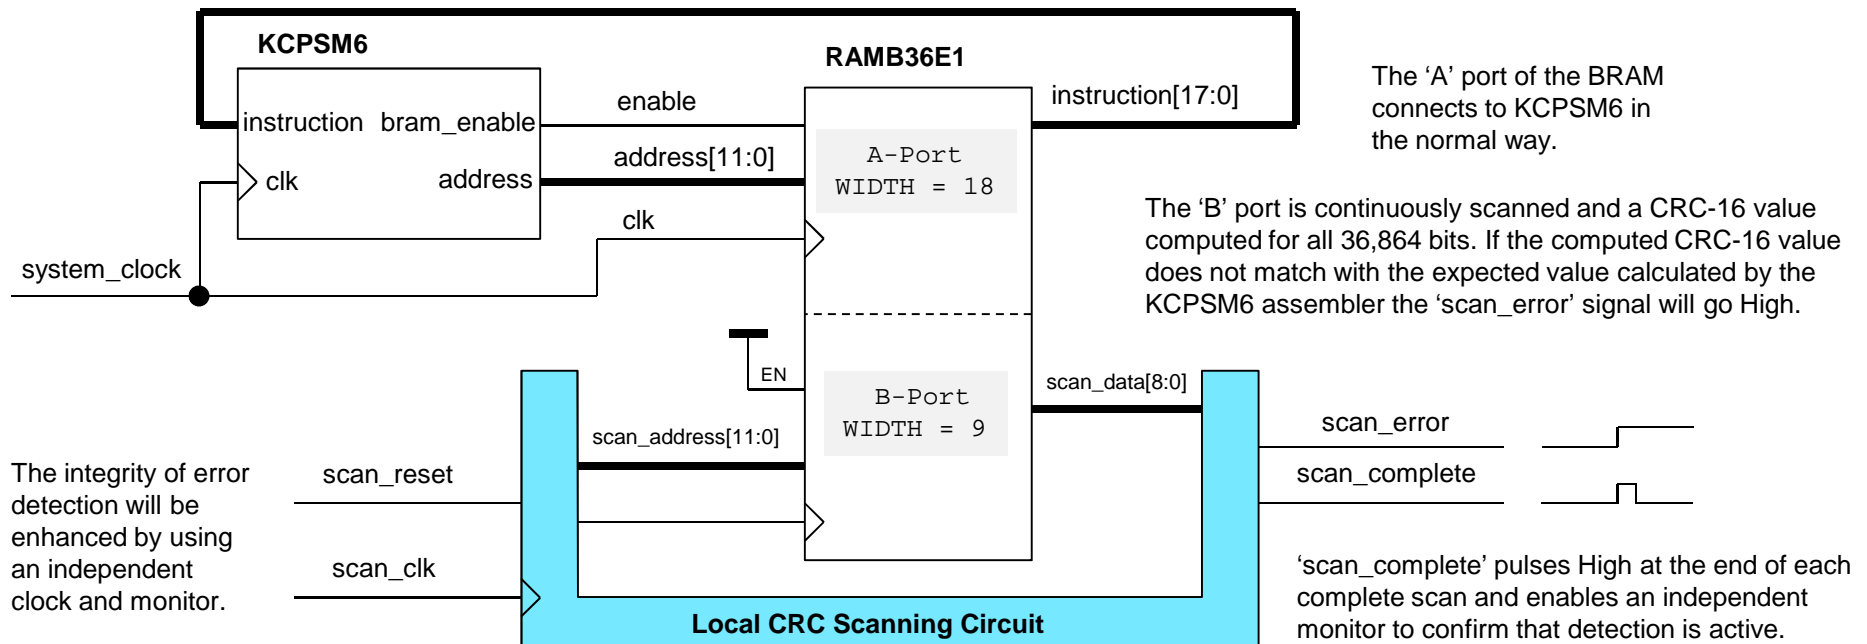 KCPSM6
RAMB36E1
instruction bram_enable
clk
address
enable
address[11:0]
clk
system_clock
instruction[17:0]
A-Port
WIDTH = 18
The ‘A’ port of the BRAM
connects to KCPSM6 in
the normal way.
The ‘B’ port is continuously scanned and a CRC-16 value
computed for all 36,864 bits. If the computed CRC-16 value
does not match with the expected value calculated by the
KCPSM6 assembler the ‘scan_error’ signal will go High.
EN
B-Port
WIDTH = 9
scan_data[8:0]
scan_address[11:0]
The integrity of error
detection will be
enhanced by using
an independent
clock and monitor.
scan_reset
scan_clk
scan_error
scan_complete
‘scan_complete’ pulses High at the end of each
complete scan and enables an independent
monitor to confirm that detection is active.
Local CRC Scanning Circuit